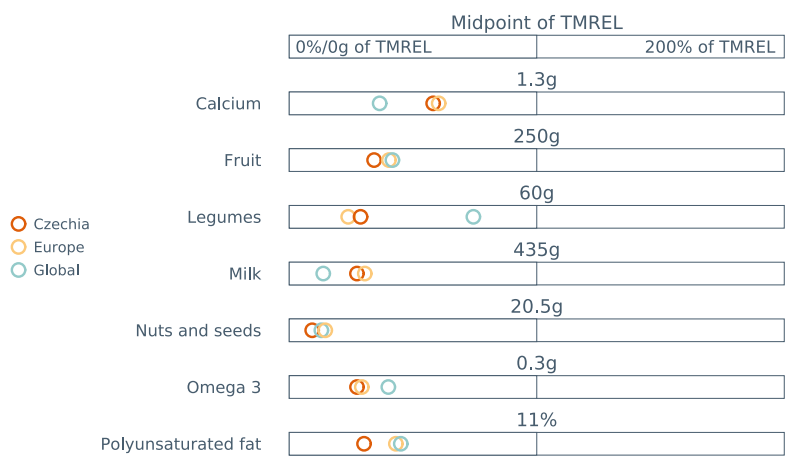 Midpoint of TMREL
0%/0g of TMREL 200% of TMREL
1.3g
Calcium
250g
Fruit
60g
Legumes
435g
Milk
20.5g
Nuts and seeds
0.3g
Omega 3
11%
Polyunsaturated fat
Czechia
Europe
Global